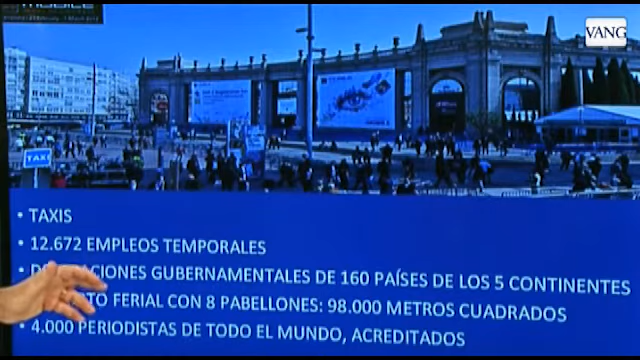 VANG
TAXI
• TAXIS
• 12.672 EMPLEOS TEMPORALES
• GUBERNAMENTALES DE 160 PAÍSES DE LOS 5 CONTINENTES
FERIAL CON 8 PABELLONES: 98.000 METROS CUADRADOS
• 4.000 PERIODISTAS DE TODO EL MUNDO, ACREDITADOS